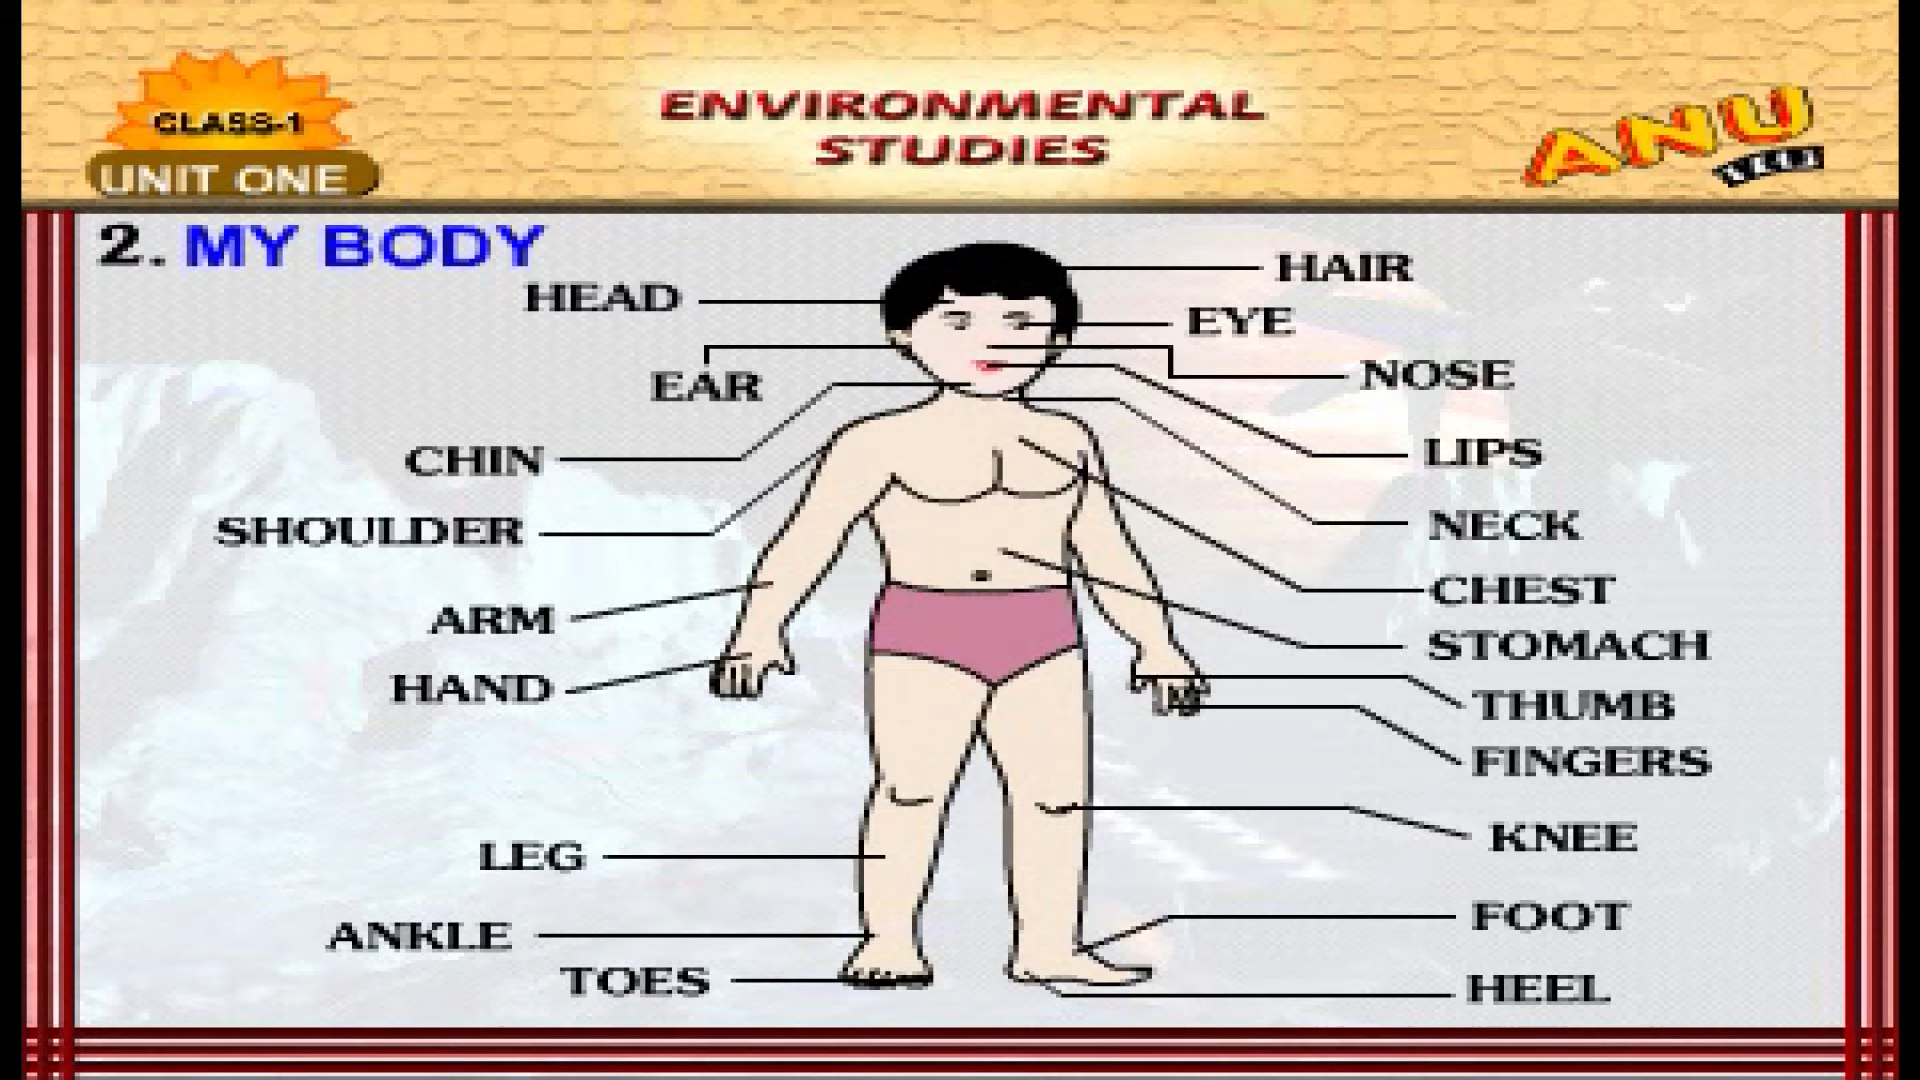 CLASS-1
UNIT ONE
ENVIRONMENTAL
STUDIES
ANU
2. MY BODY
HEAD
EAR
CHIN
SHOULDER
ARM
HAND
LEG
ANKLE
TOES
HAIR
EYE
NOSE
LIPS
NECK
CHEST
STOMACH
THUMB
FINGERS
KNEE
FOOT
HEEL